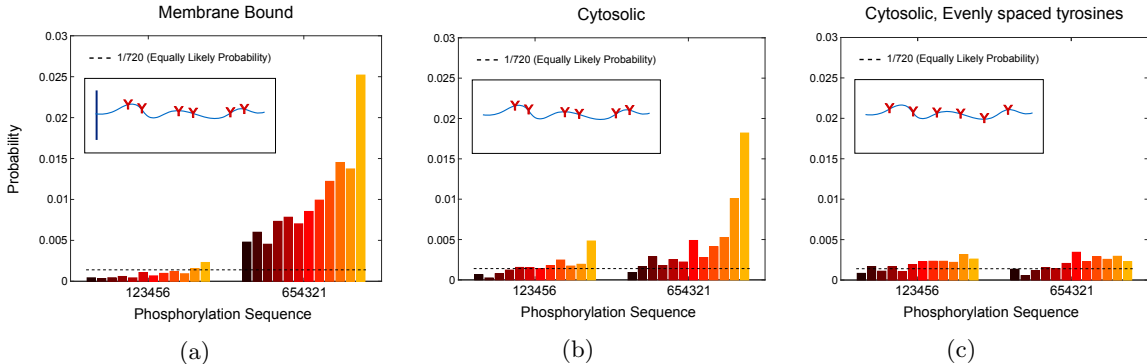 Membrane Bound
0.03
0.025
0.02
0.015
0.01
0.005
0
Probability
1/720 (Equally Likely Probability)
Y Y Y Y Y Y
123456 654321
Phosphorylation Sequence
(a)
Cytosolic
0.03
0.025
0.02
0.015
0.01
0.005
0
1/720 (Equally Likely Probability)
Y Y Y Y Y Y
123456 654321
Phosphorylation Sequence
(b)
Cytosolic, Evenly spaced tyrosines
0.03
0.025
0.02
0.015
0.01
0.005
0
1/720 (Equally Likely Probability)
Y Y Y Y Y Y
123456 654321
Phosphorylation Sequence
(c)